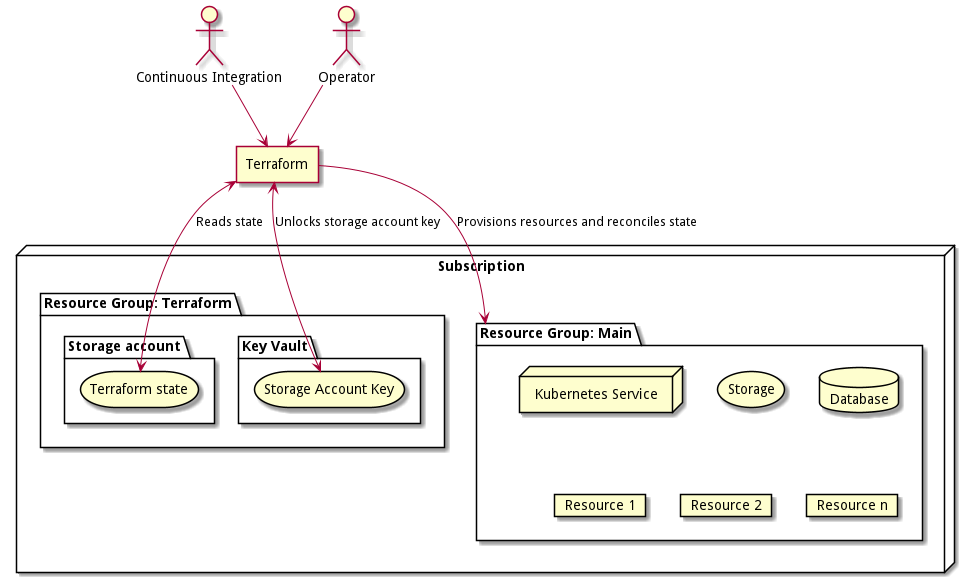 Continuous Integration
Operator
Terraform
Reads state
Unlocks storage account key
Provisions resources and reconciles state
Subscription
Resource Group: Terraform
Storage account
Key Vault
Terraform state
Storage Account Key
Resource Group: Main
Kubernetes Service
Storage
Database
Resource 1
Resource 2
Resource n